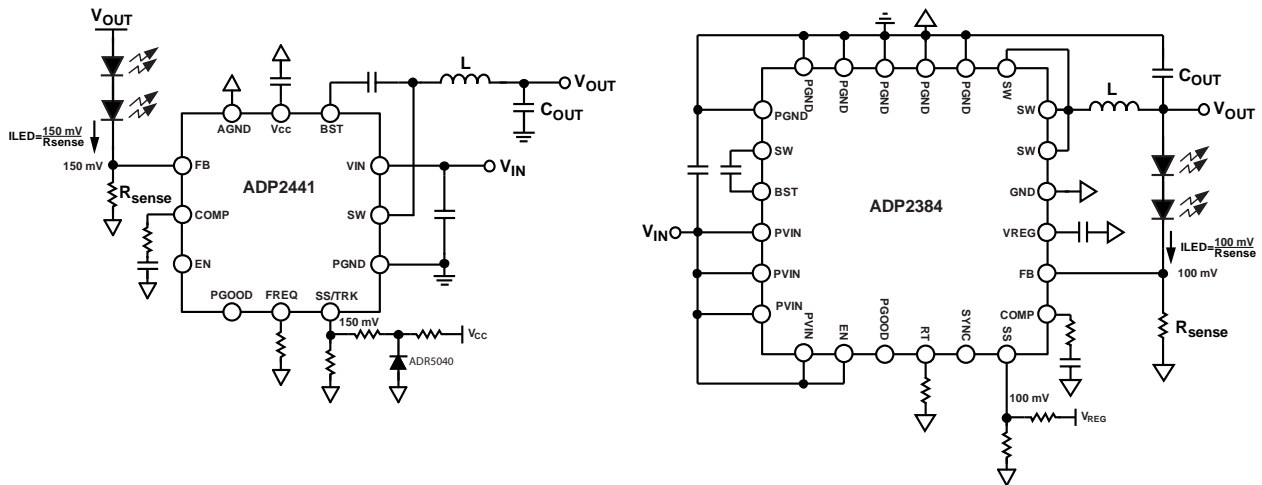 VOUT
ILED=150 mV/Rsense
150 mV
Rsense
AGND
Vcc
BST
FB
COMP
EN
PGOOD
FREQ
SS/TRK
VIN
SW
PGND
ADP2441
L
VOUT
COUT
VIN
150 mV
VCC
ADR5040
PGND
PGND
PGND
PGND
PGND
SW
PGND
SW
BST
PVIN
PVIN
PVIN
PVIN
EN
PGOOD
RT
SYNC
SS
SW
SW
GND
VREG
FB
COMP
ADP2384
VIN
L
COUT
VOUT
ILED=100 mV/Rsense
100 mV
Rsense
100 mV
VREG